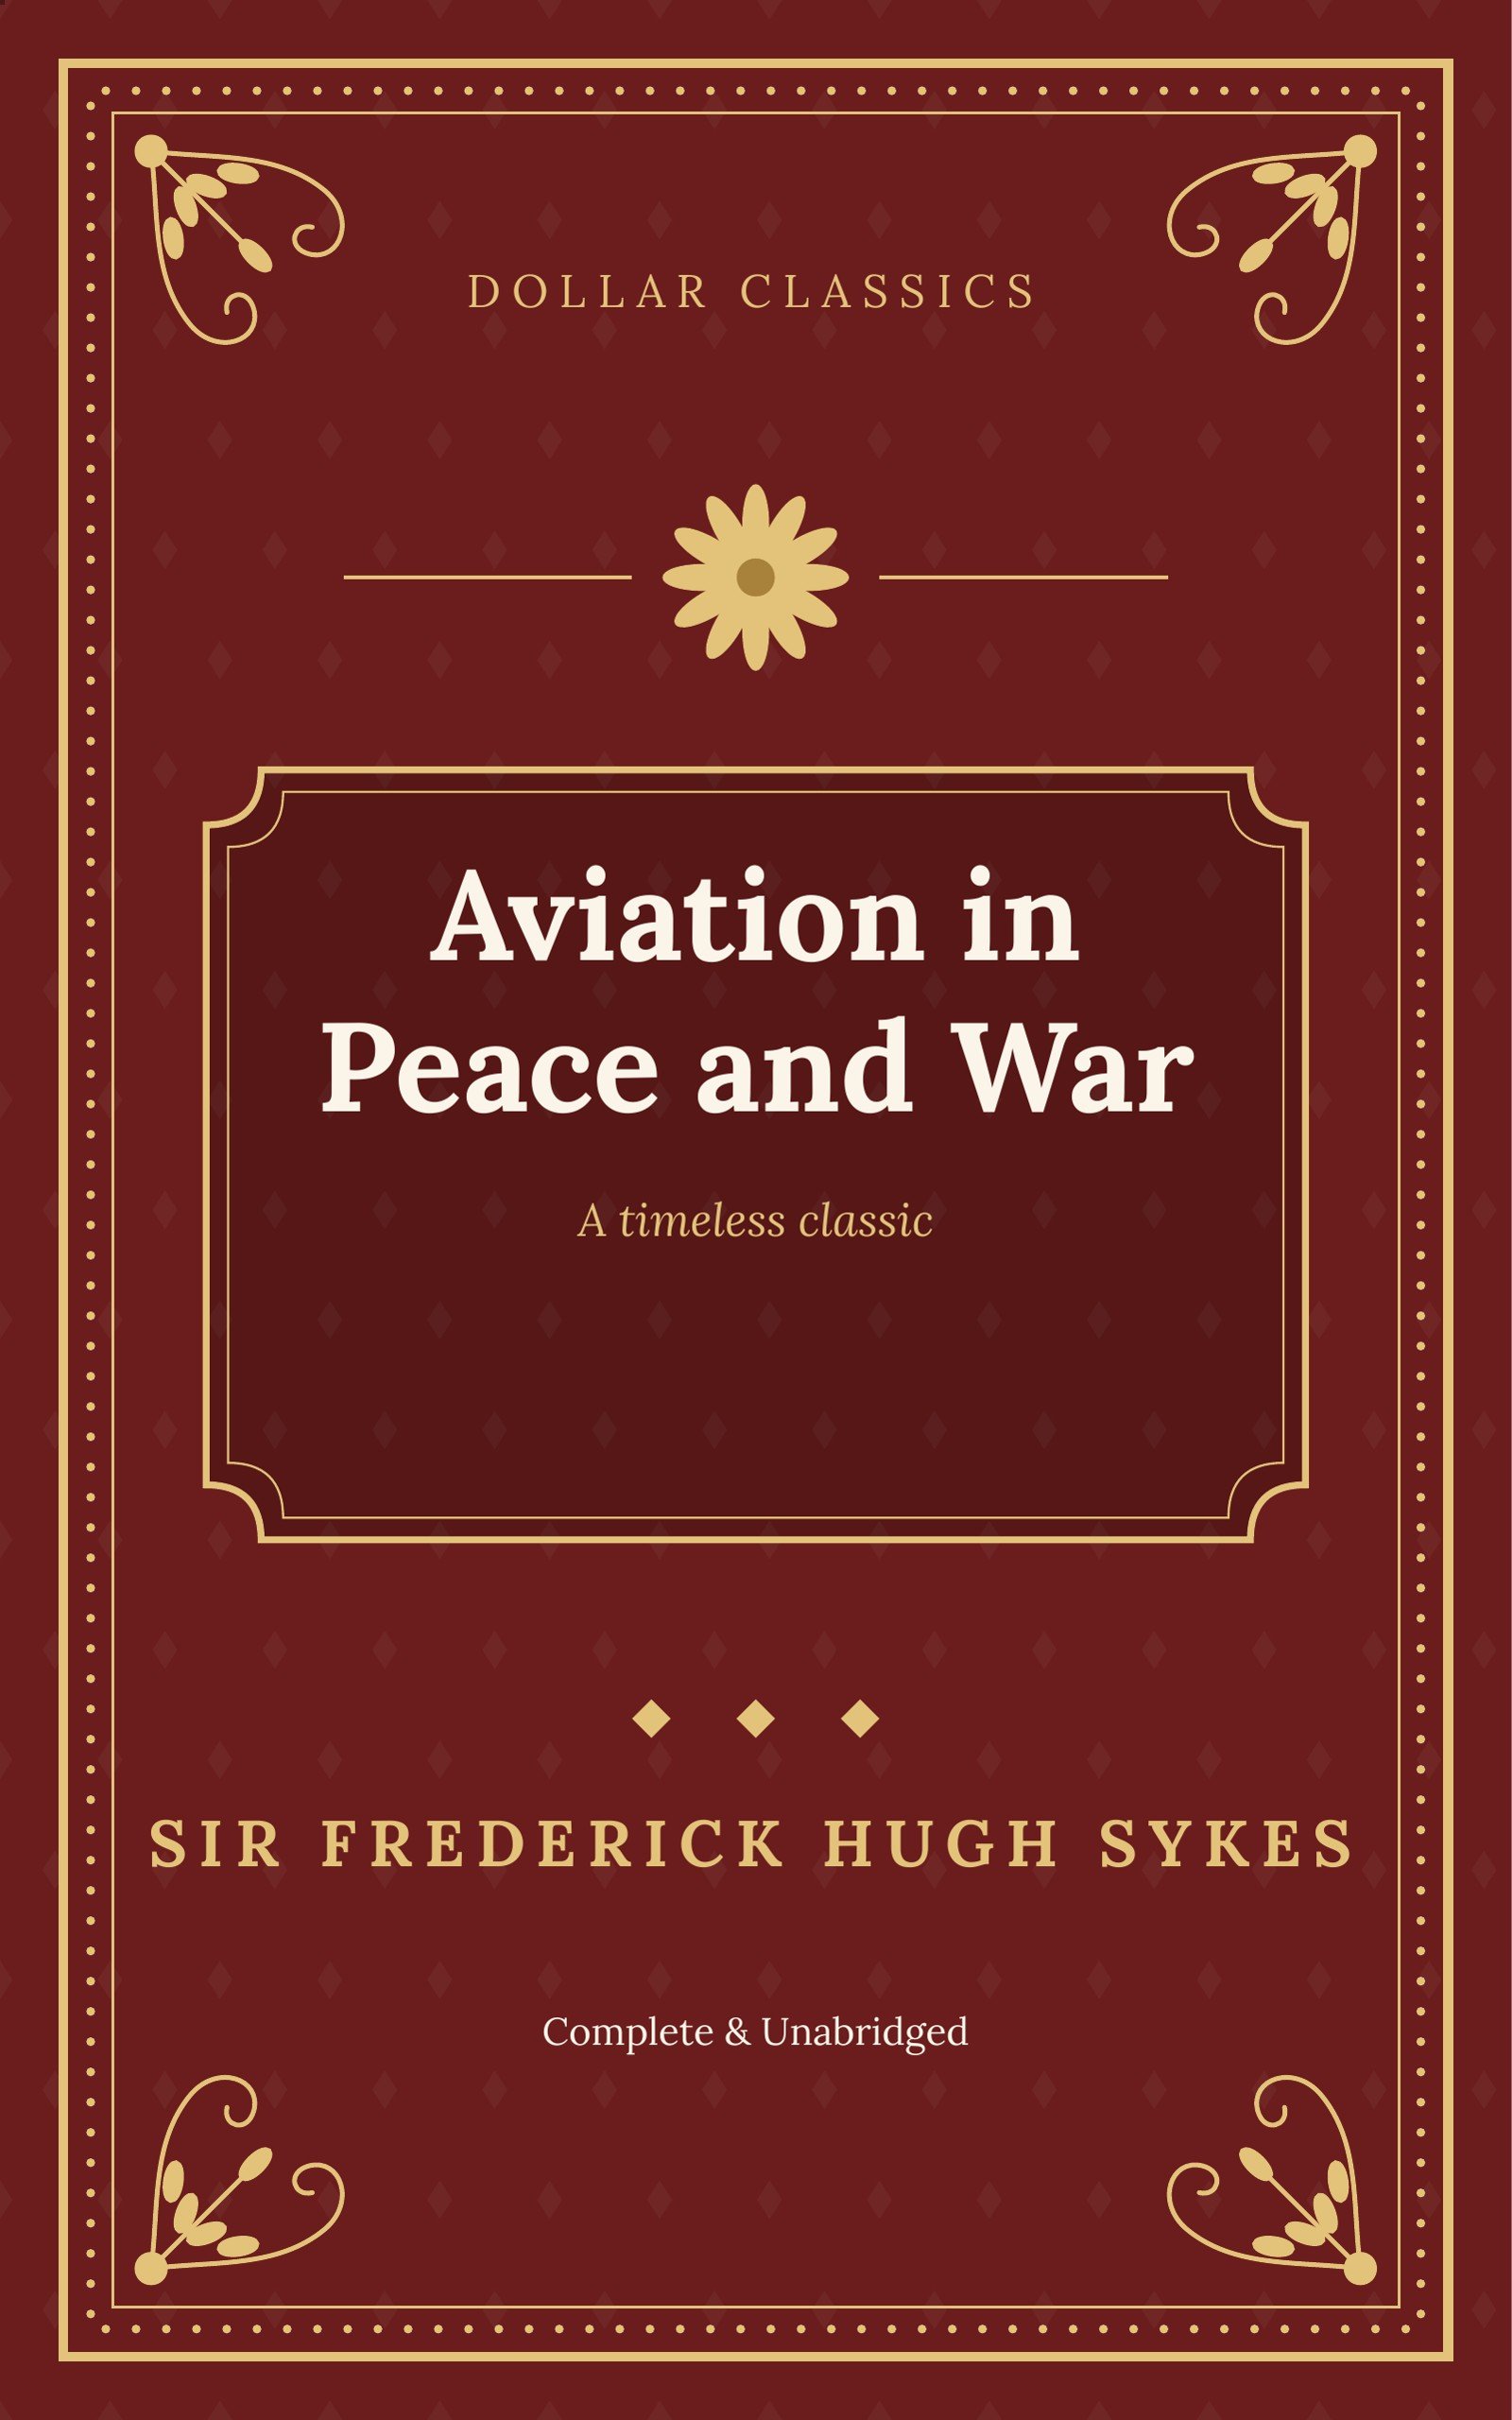 DOLLAR CLASSICS
Aviation in
Peace and War
A timeless classic
SIR FREDERICK HUGH SYKES
Complete & Unabridged